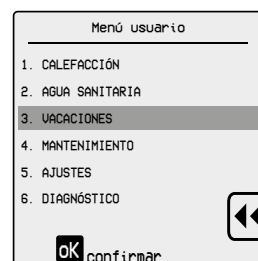 Menú usuario
1. CALEFACCIÓN
2. AGUA SANITARIA
3. VACACIONES
4. MANTENIMIENTO
5. AJUSTES
6. DIAGNÓSTICO
oK confirmar